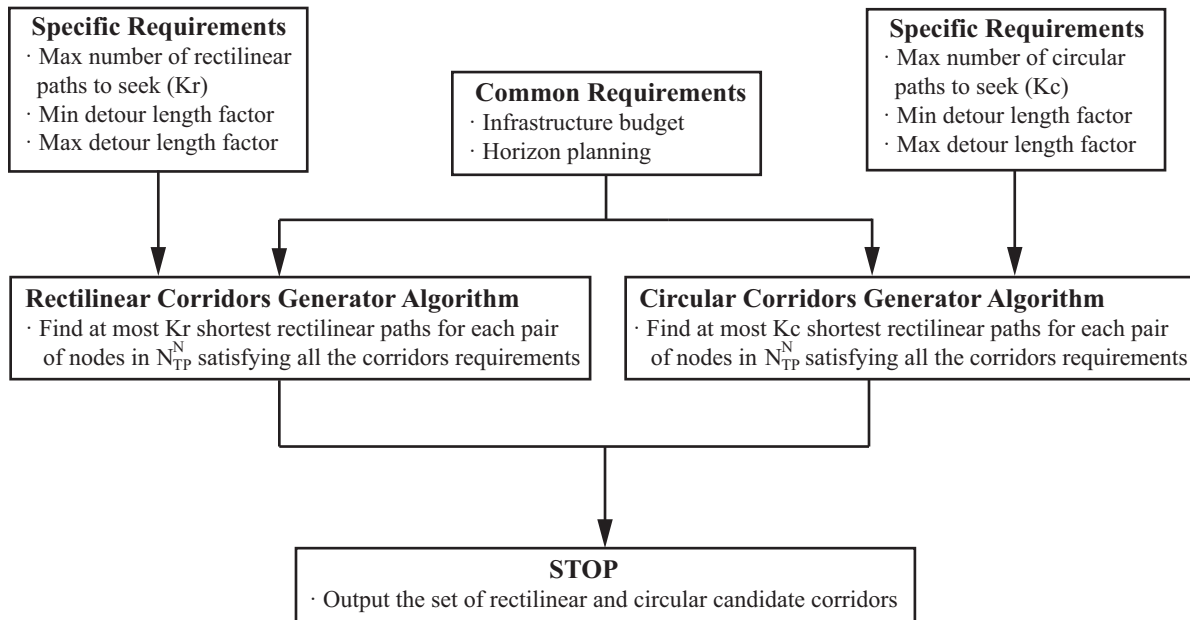 Specific Requirements
· Max number of rectilinear
paths to seek (Kr)
· Min detour length factor
· Max detour length factor
Common Requirements
· Infrastructure budget
· Horizon planning
Specific Requirements
· Max number of circular
paths to seek (Kc)
· Min detour length factor
· Max detour length factor
Rectilinear Corridors Generator Algorithm
· Find at most Kr shortest rectilinear paths for each pair
of nodes in N_TP^N satisfying all the corridors requirements
Circular Corridors Generator Algorithm
· Find at most Kc shortest rectilinear paths for each pair
of nodes in N_TP^N satisfying all the corridors requirements
STOP
· Output the set of rectilinear and circular candidate corridors